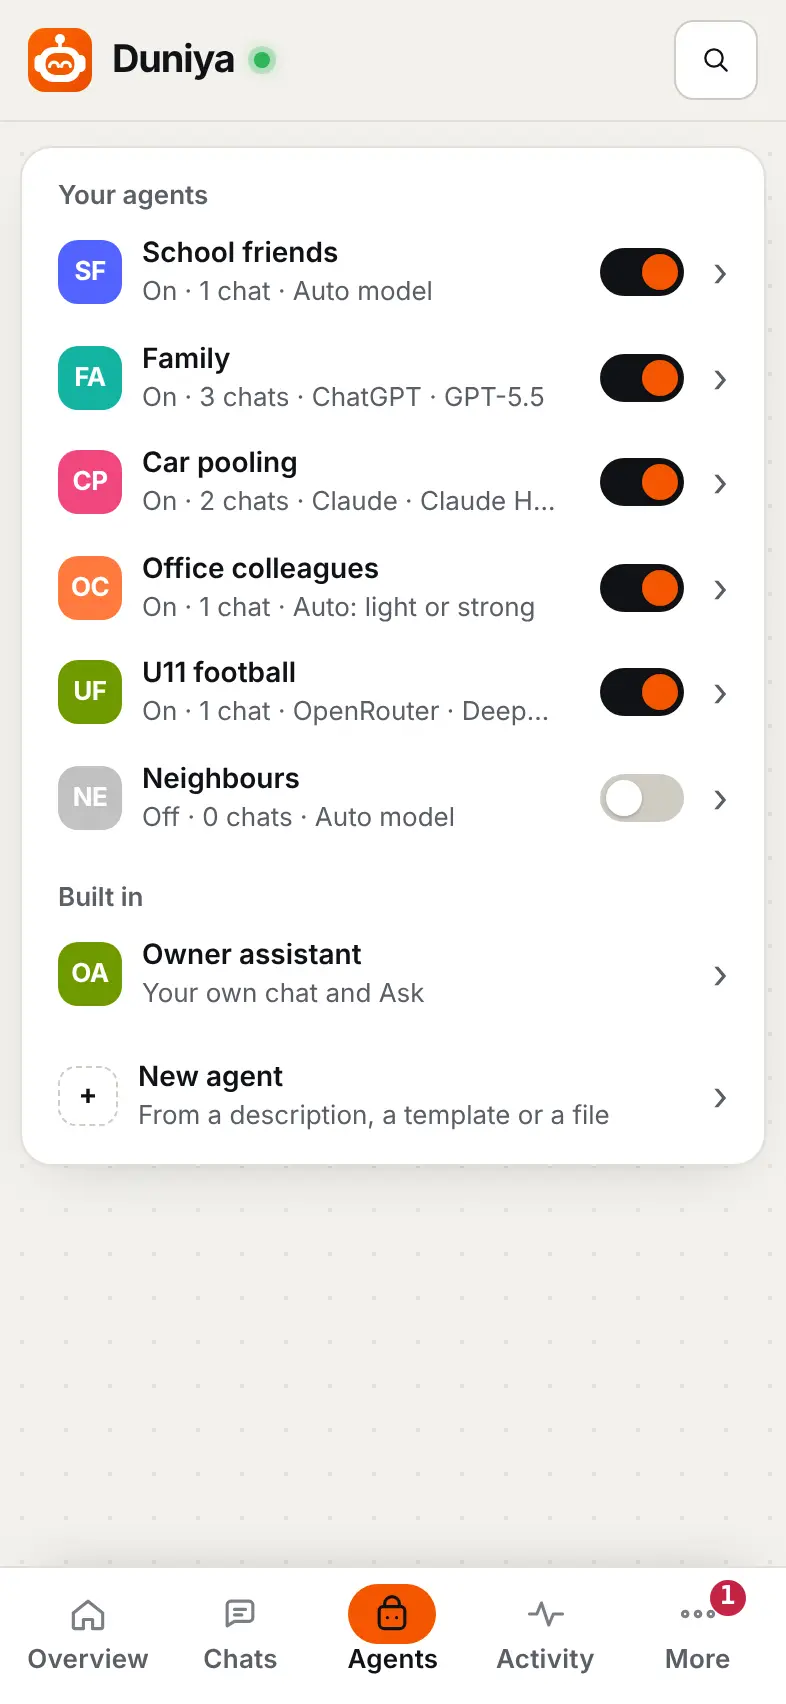 Duniya
Your agents
SF
School friends
On · 1 chat · Auto model
FA
Family
On · 3 chats · ChatGPT · GPT-5.5
CP
Car pooling
On · 2 chats · Claude · Claude H...
OC
Office colleagues
On · 1 chat · Auto: light or strong
UF
U11 football
On · 1 chat · OpenRouter · Deep...
NE
Neighbours
Off · 0 chats · Auto model
Built in
OA
Owner assistant
Your own chat and Ask
+
New agent
From a description, a template or a file
1
Overview
Chats
Agents
Activity
More